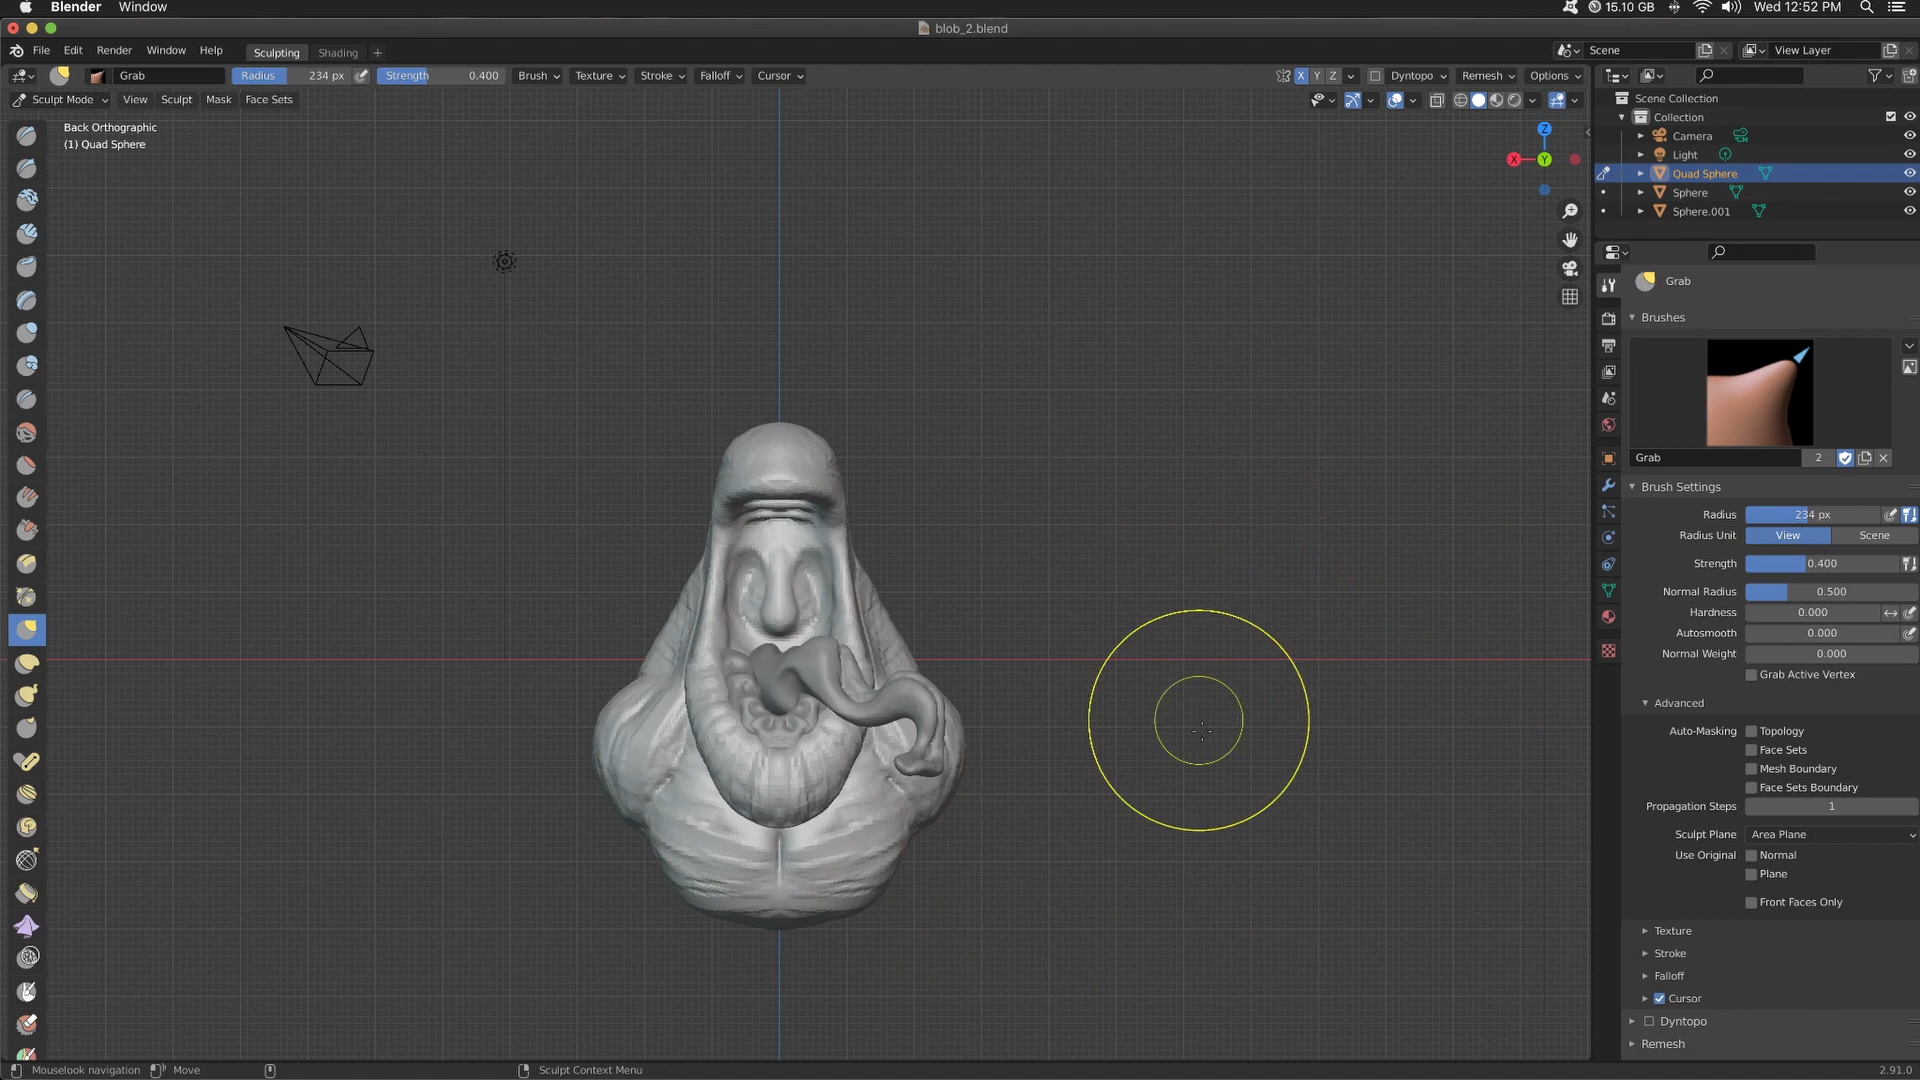 Blender Window 15.10 GB Wed 12:52 PM
blob_2.blend
File Edit Render Window Help Sculpting Shading + Scene View Layer
Grab Radius 234 px Strength 0.400 Brush Texture Stroke Falloff Cursor X Y Z Dyntopo Remesh Options
Sculpt Mode View Sculpt Mask Face Sets
Back Orthographic
(1) Quad Sphere
Z
X Y
Scene Collection
Collection
Camera
Light
Quad Sphere
Sphere
Sphere.001
Grab
Brushes
Grab 2
Brush Settings
Radius 234 px
Radius Unit View Scene
Strength 0.400
Normal Radius 0.500
Hardness 0.000
Autosmooth 0.000
Normal Weight 0.000
Grab Active Vertex
Advanced
Auto-Masking Topology
Face Sets
Mesh Boundary
Face Sets Boundary
Propagation Steps 1
Sculpt Plane Area Plane
Use Original Normal
Plane
Front Faces Only
Texture
Stroke
Falloff
Cursor
Dyntopo
Remesh
Mouselook navigation Move Sculpt Context Menu 2.91.0